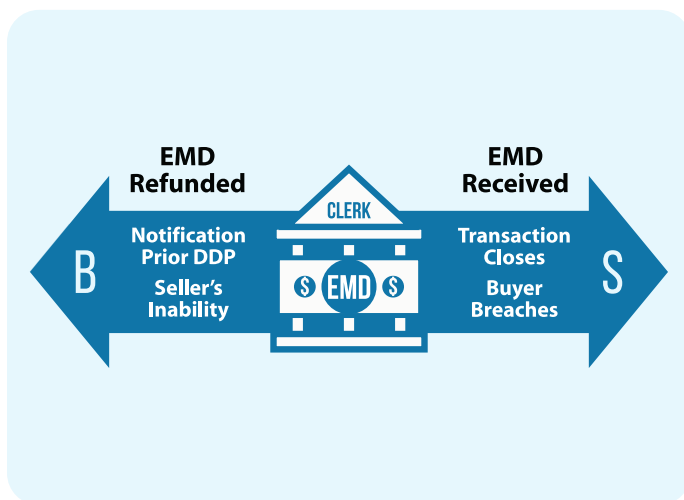 EMD
Refunded
B
Notification
Prior DDP
Seller's
Inability
CLERK
$ EMD $
EMD
Received
Transaction
Closes
Buyer
Breaches
S